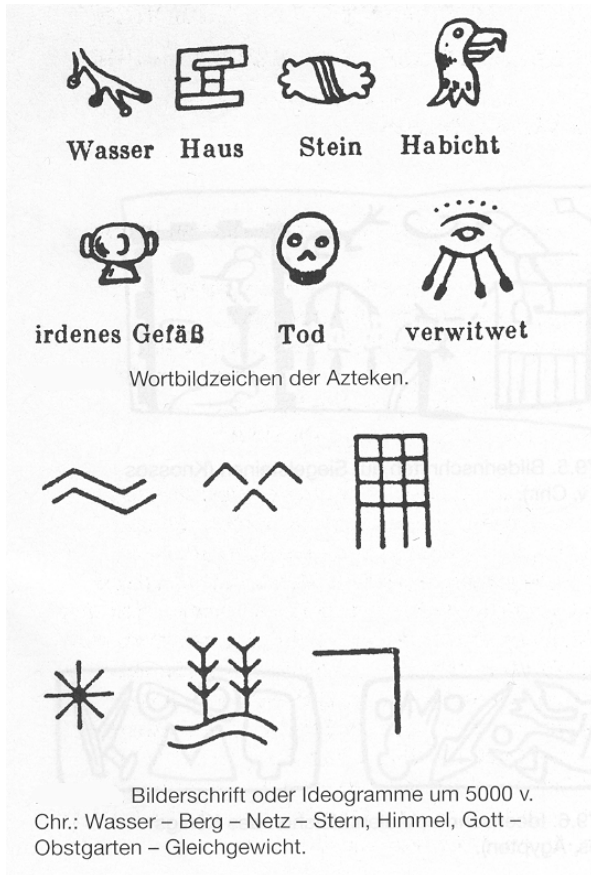 Wasser Haus Stein Habicht
irdenes Gefäß Tod verwitwet
Wortbildzeichen der Azteken.
Bilderschrift oder Ideogramme um 5000 v.
Chr.: Wasser – Berg – Netz – Stern, Himmel, Gott –
Obstgarten – Gleichgewicht.